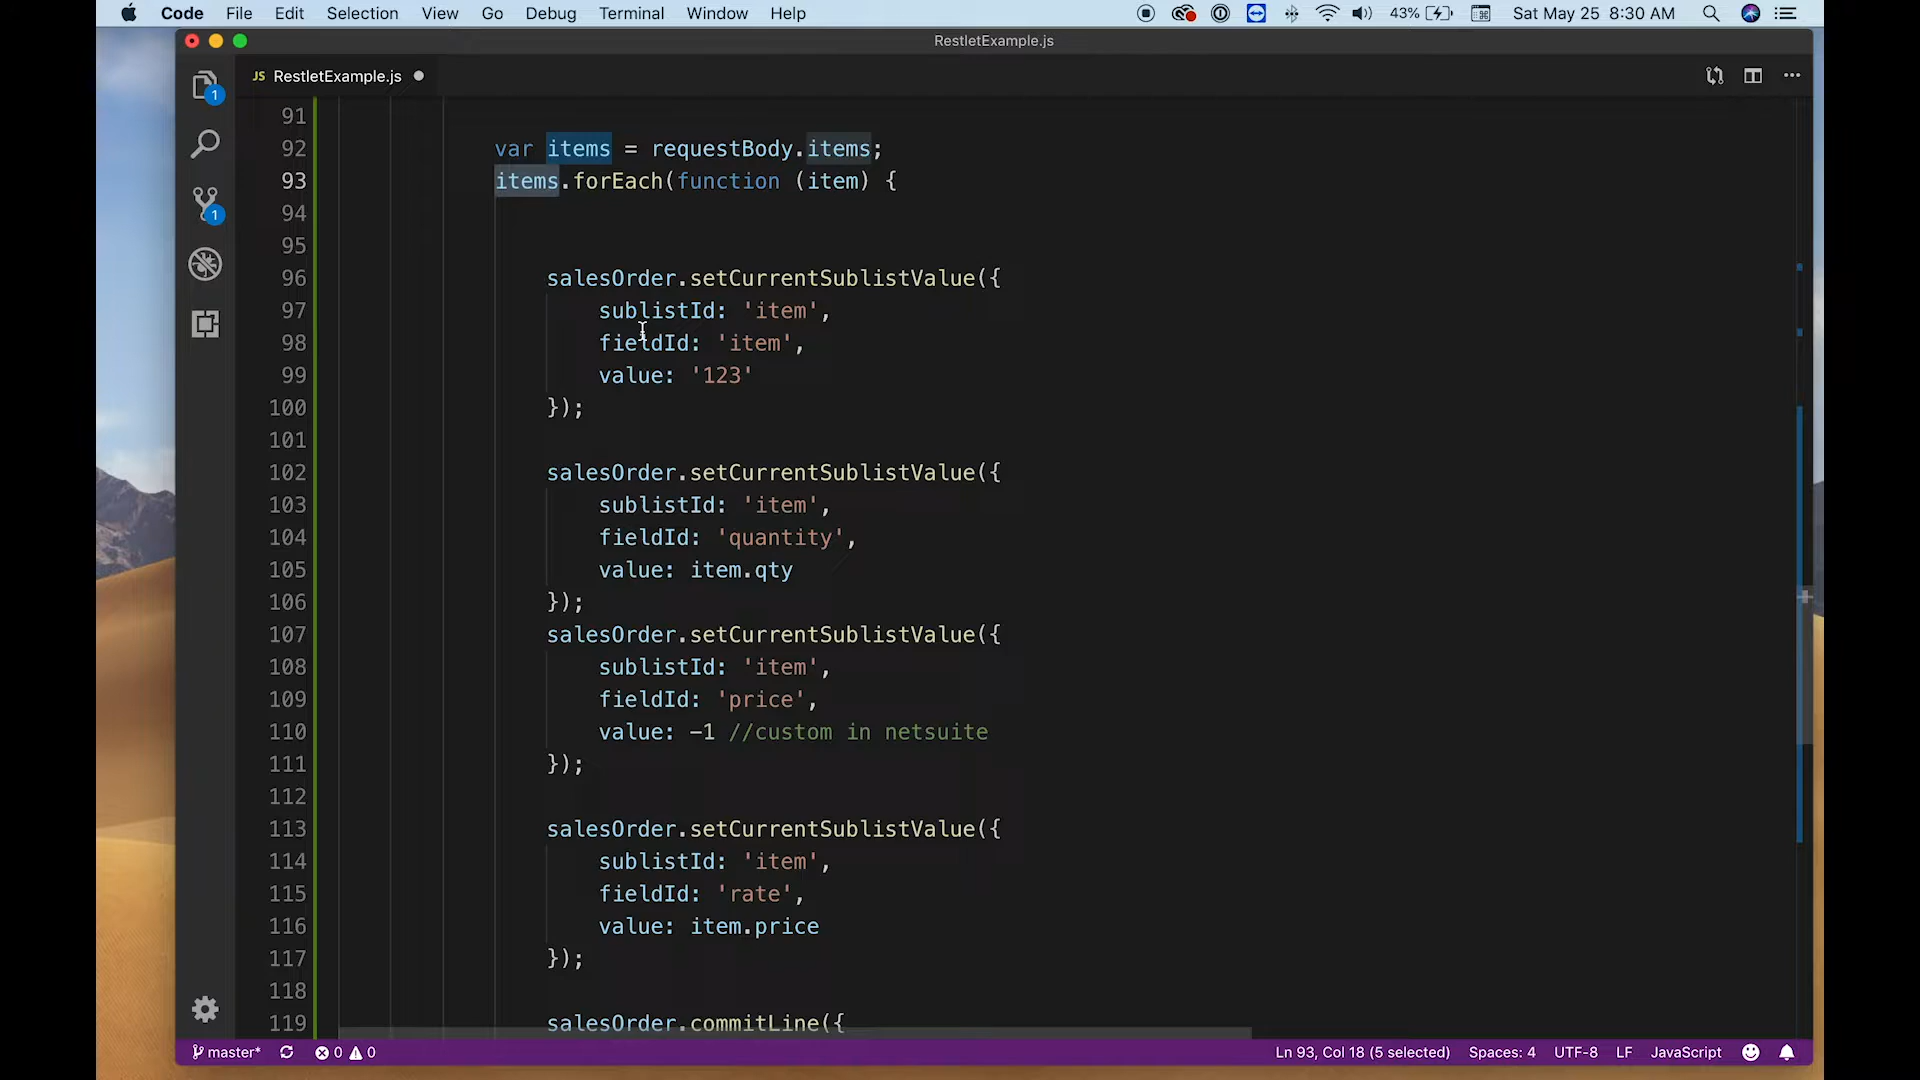 Code File Edit Selection View Go Debug Terminal Window Help 43% Sat May 25 8:30 AM
RestletExample.js
JS RestletExample.js
1
1
91
92 var items = requestBody.items;
93 items.forEach(function (item) {
94
95
96 salesOrder.setCurrentSublistValue({
97 sublistId: 'item',
98 fieldId: 'item',
99 value: '123'
100 });
101
102 salesOrder.setCurrentSublistValue({
103 sublistId: 'item',
104 fieldId: 'quantity',
105 value: item.qty
106 });
107 salesOrder.setCurrentSublistValue({
108 sublistId: 'item',
109 fieldId: 'price',
110 value: -1 //custom in netsuite
111 });
112
113 salesOrder.setCurrentSublistValue({
114 sublistId: 'item',
115 fieldId: 'rate',
116 value: item.price
117 });
118
119 salesOrder.commitLine({
master* 0 0 Ln 93, Col 18 (5 selected) Spaces: 4 UTF-8 LF JavaScript